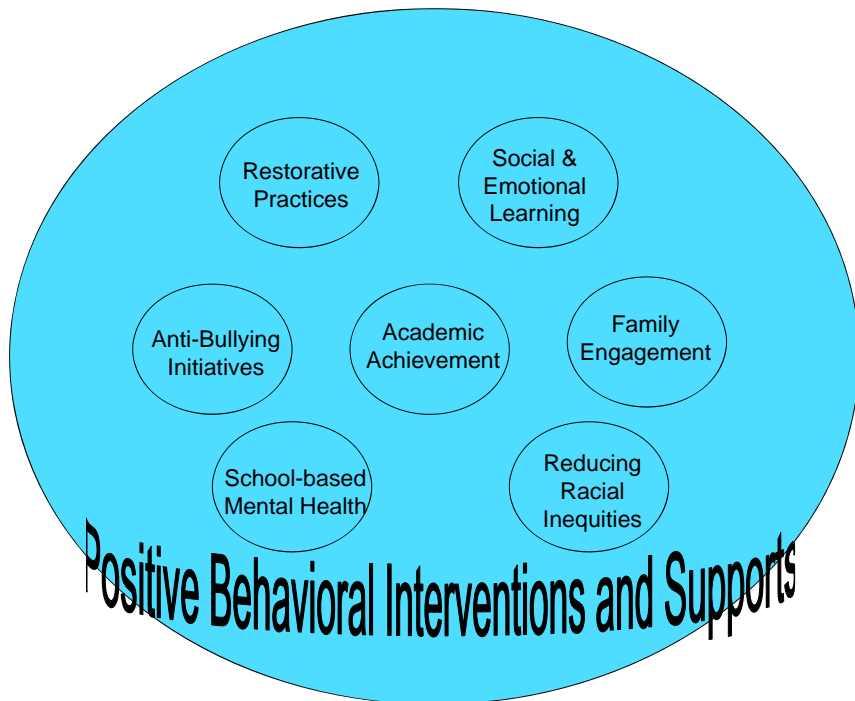 Restorative
Practices
Social &
Emotional
Learning
Anti-Bullying
Initiatives
Academic
Achievement
Family
Engagement
School-based
Mental Health
Reducing
Racial
Inequities
Positive Behavioral Interventions and Supports